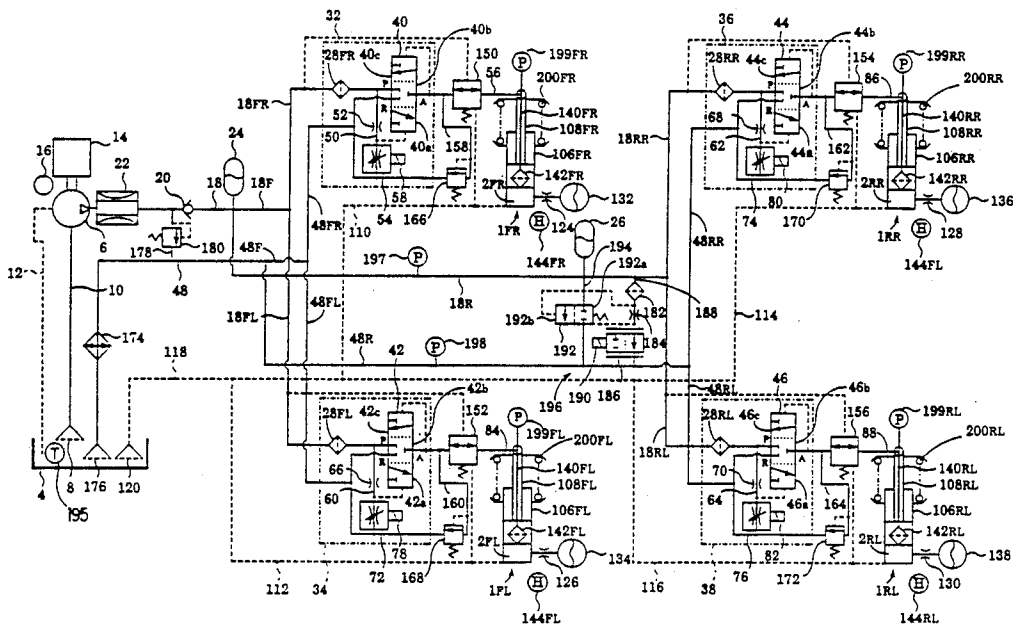 32 40 40b 36 44 44b
28FR 40c 150 56 199FR 28RR 44c 154 86 199RR
14 200FR 200RR
16 22 24 P P
20 18FR 52 R A 140FR 18RR 68 R A 140RR
18 18F 50 40a 158 108FR 62 44a 162 108RR
106FR 106RR
142FR 142RR
6 58 2FR 132 80 2RR 136
178 180 54 166 124 26 74 170 128
48F 48FR 110 1FR H 194 48RR 1RR H
12 10 48 197 P 144FR 192a 144FL
18R 182 188
174 18FL 48FL 192b 192 184 114
118 48R 198 P 190 186 196
42 42b 46 46b 48RL
28FL 42c 152 P 28RL 46c 156 P
199FL 199RL
84 200FL 18RL 88 200RL
P P
T 66 R A 140FL 70 R A 140RL
60 42a 160 108FL 64 46a 164 108RL
4 8 176 120 106FL 106RL
195 142FL 142RL
78 2FL 134 82 2RL 138
112 34 72 168 126 116 76 38 172 130
1FL H 1RL H
144FL 144RL